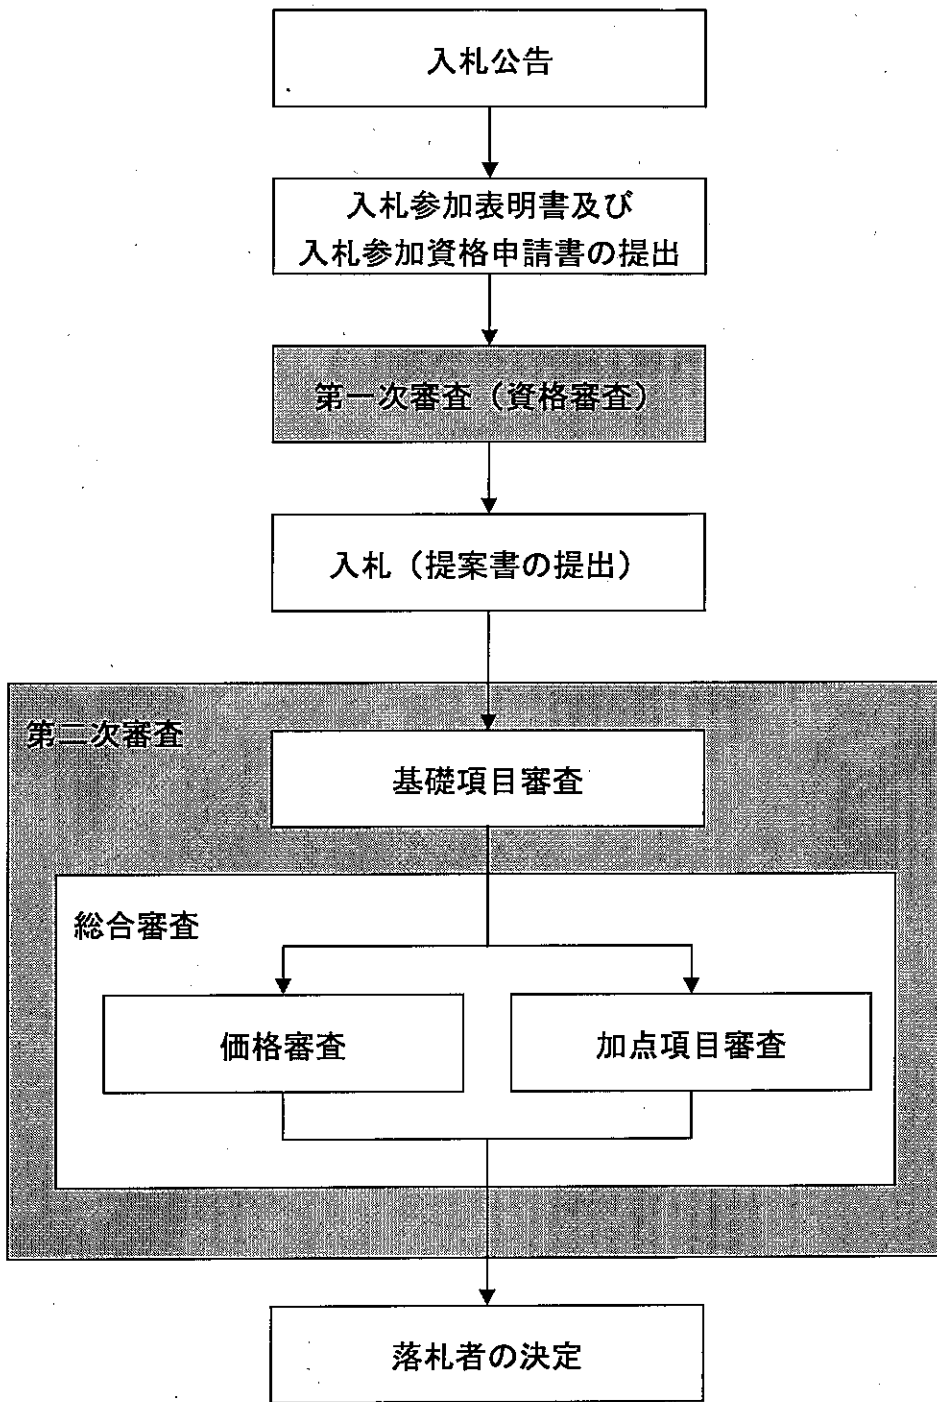 入札公告
入札参加表明書及び
入札参加資格申請書の提出
第一次審査（資格審査）
入札（提案書の提出）
第二次審査
基礎項目審査
総合審査
価格審査
加点項目審査
落札者の決定